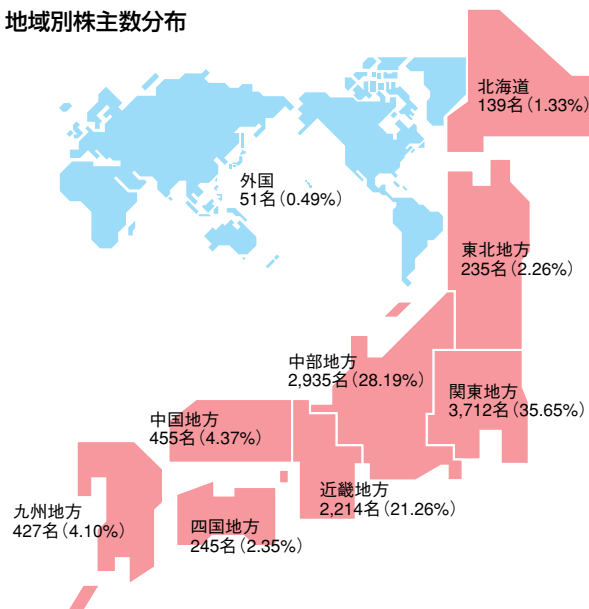 地域別株主数分布
北海道
139名(1.33%)
外国
51名(0.49%)
東北地方
235名(2.26%)
中部地方
2,935名(28.19%)
関東地方
3,712名(35.65%)
中国地方
455名(4.37%)
近畿地方
2,214名(21.26%)
九州地方
427名(4.10%)
四国地方
245名(2.35%)